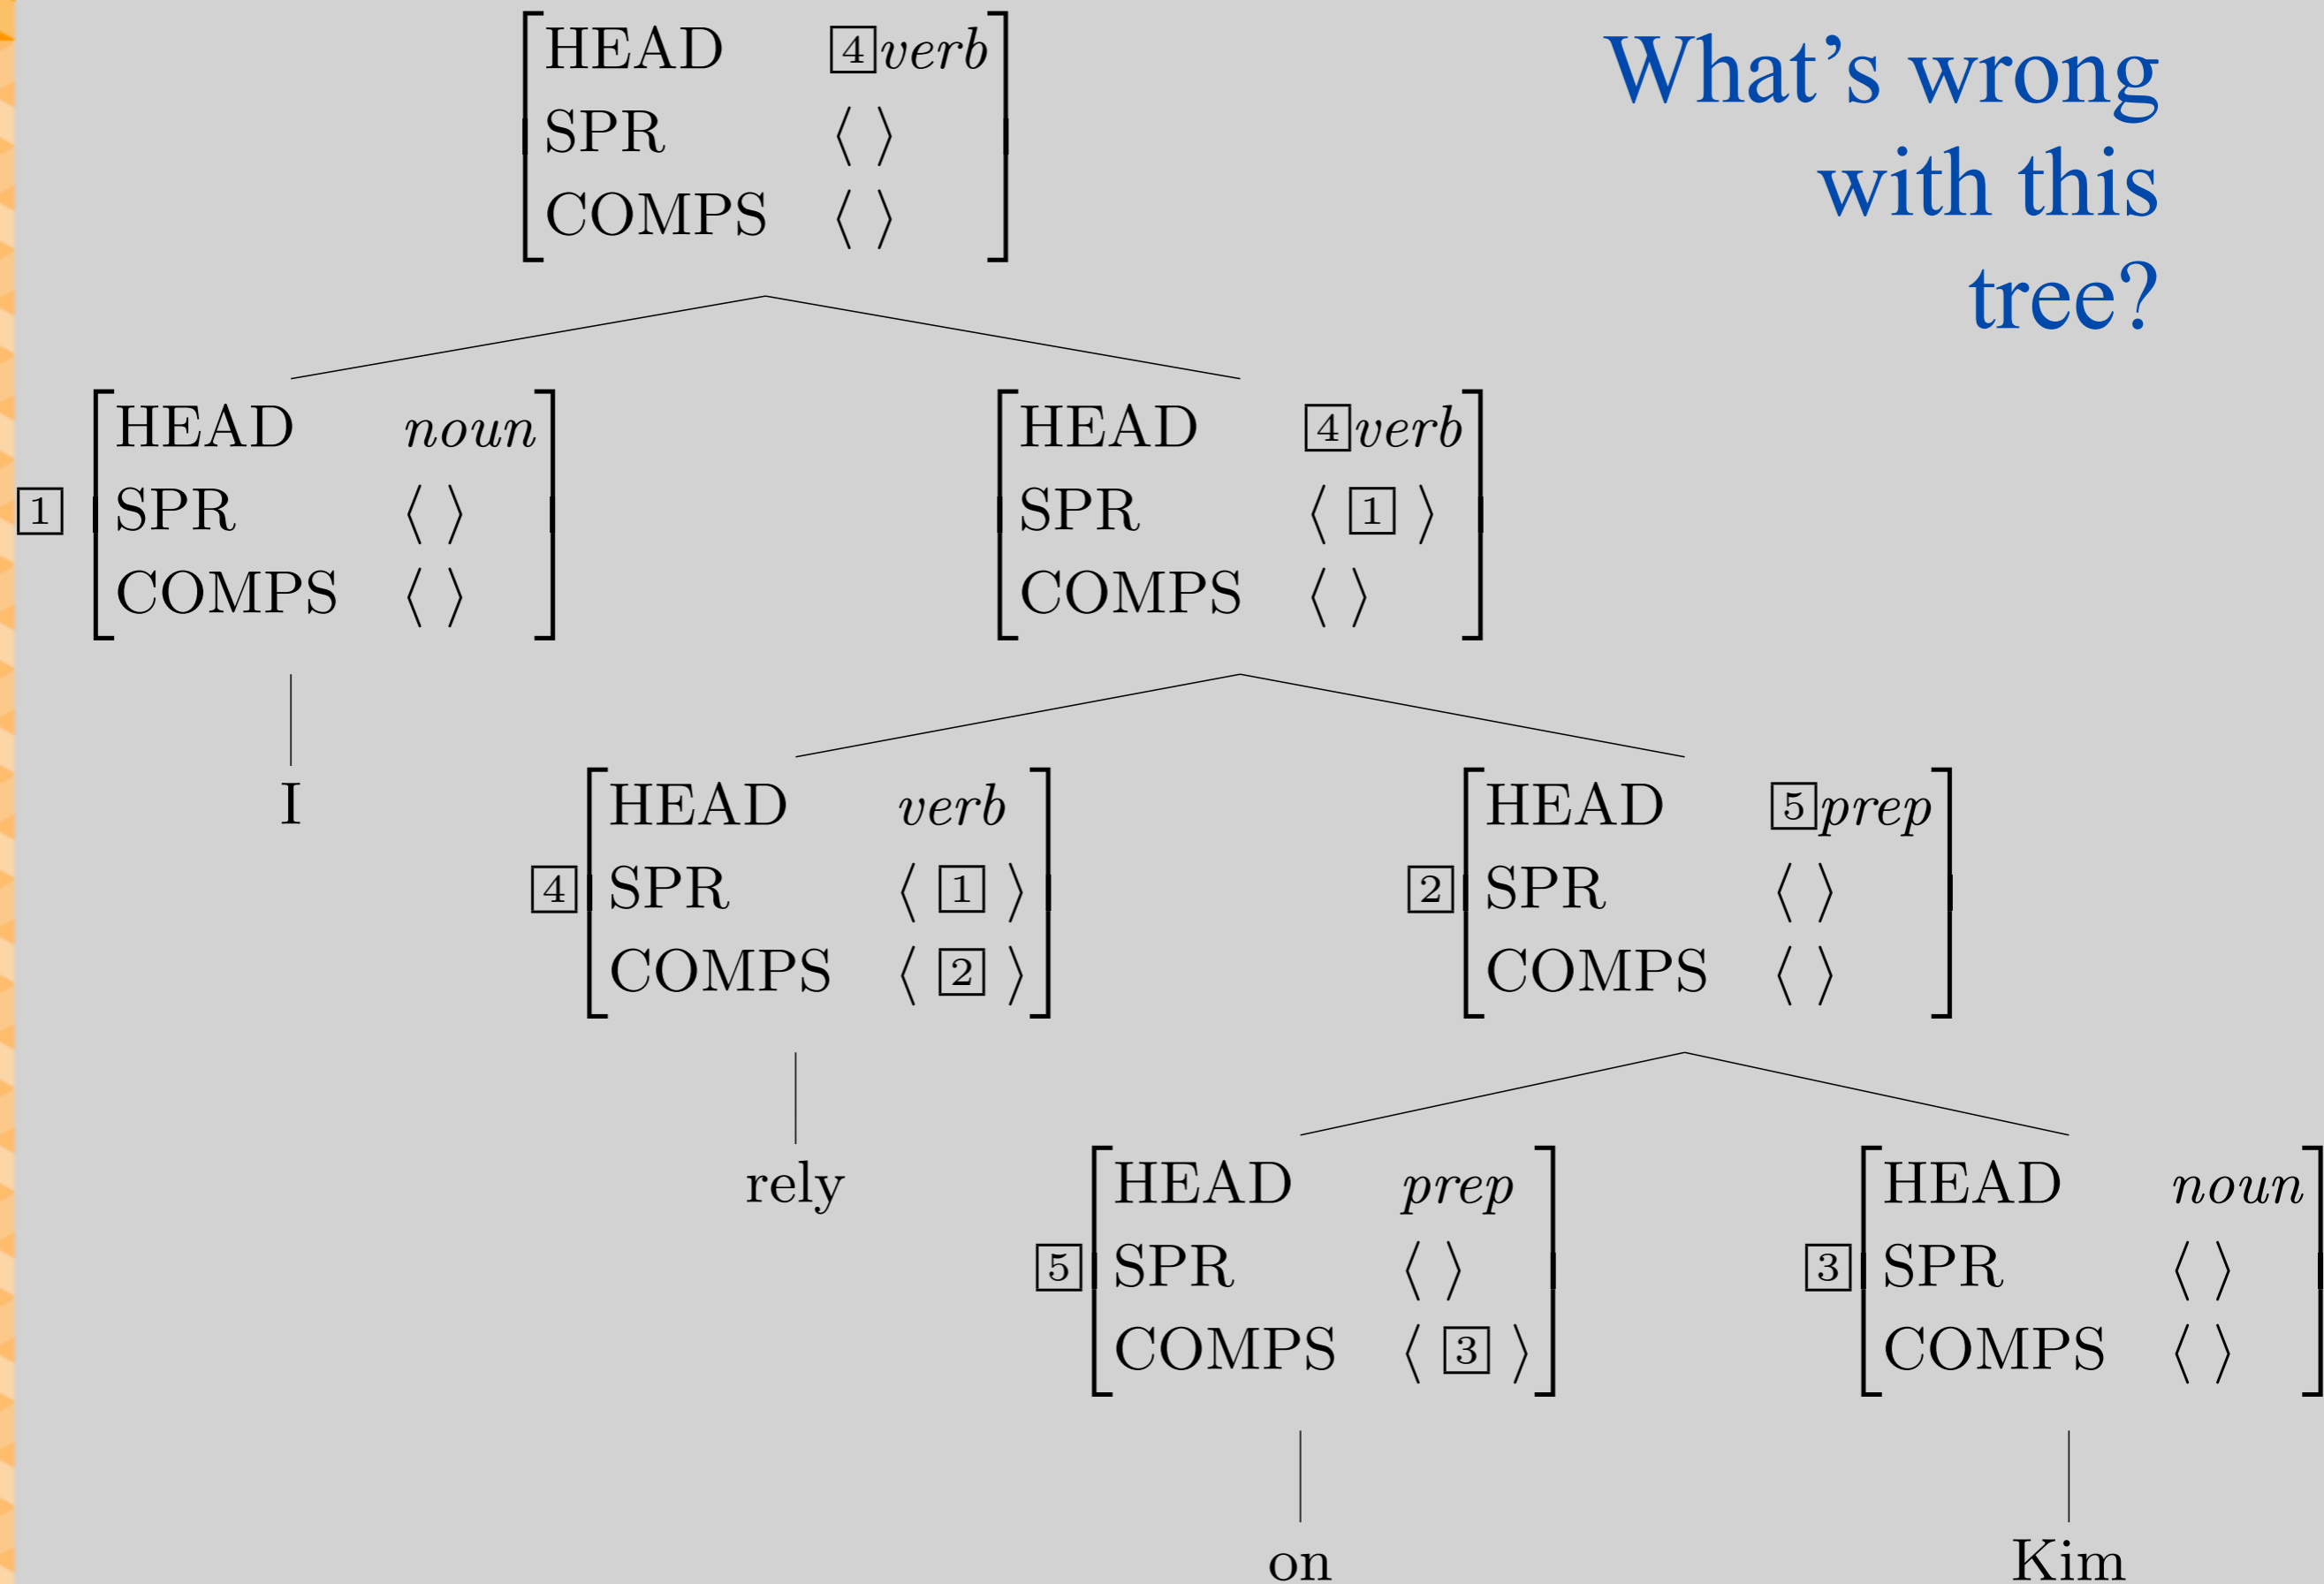 What's wrong
with this
tree?
HEAD 4 verb
SPR ⟨ ⟩
COMPS ⟨ ⟩
1
HEAD noun
SPR ⟨ ⟩
COMPS ⟨ ⟩
HEAD 4 verb
SPR ⟨ 1 ⟩
COMPS ⟨ ⟩
I
4
HEAD verb
SPR ⟨ 1 ⟩
COMPS ⟨ 2 ⟩
2
HEAD 5 prep
SPR ⟨ ⟩
COMPS ⟨ ⟩
rely
5
HEAD prep
SPR ⟨ ⟩
COMPS ⟨ 3 ⟩
3
HEAD noun
SPR ⟨ ⟩
COMPS ⟨ ⟩
on
Kim